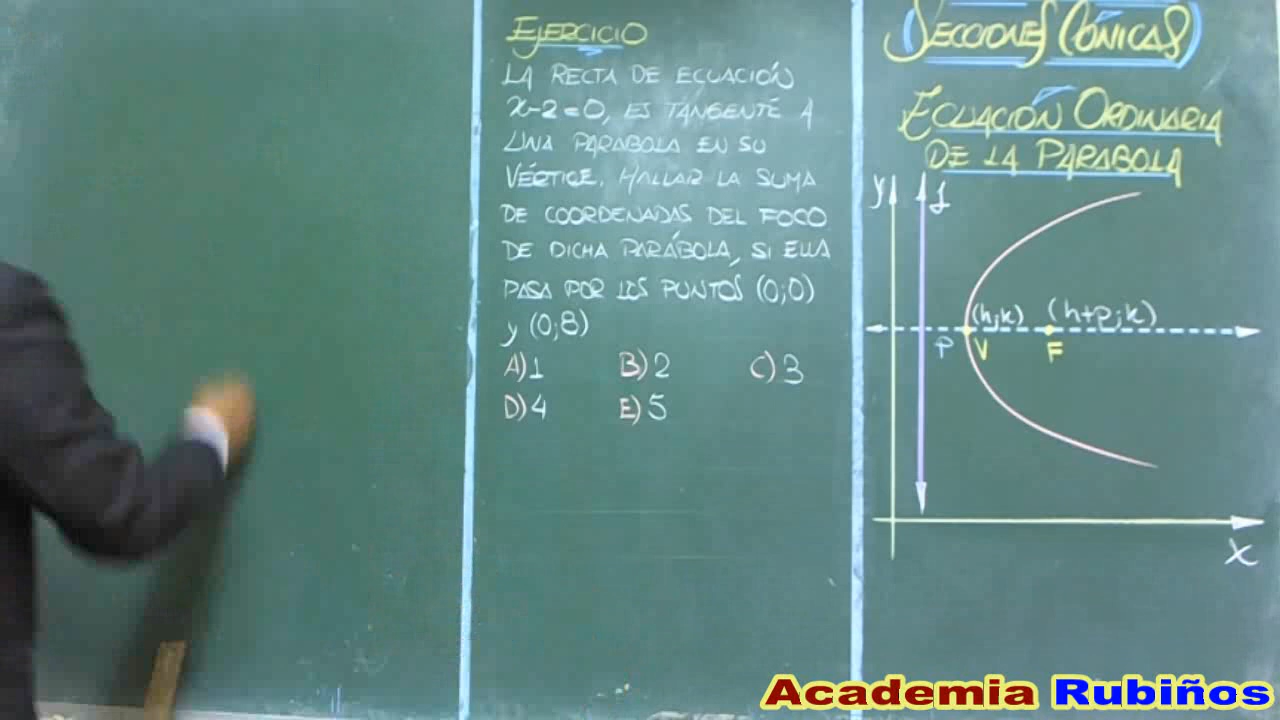 EJERCICIO
LA RECTA DE ECUACIÓN
x-2=0, ES TANGENTE A
UNA PARABOLA EN SU
VÉRTICE. HALLAR LA SUMA
DE COORDENADAS DEL FOCO
DE DICHA PARÁBOLA, SI ELLA
PASA POR LOS PUNTOS (0;0)
y (0;8)
A) 1 B) 2 C) 3
D) 4 E) 5
SECCIONES CÓNICAS
ECUACIÓN ORDINARIA
DE LA PARABOLA
y
(h;k) (h+p;k)
P V F
x
Academia Rubiños